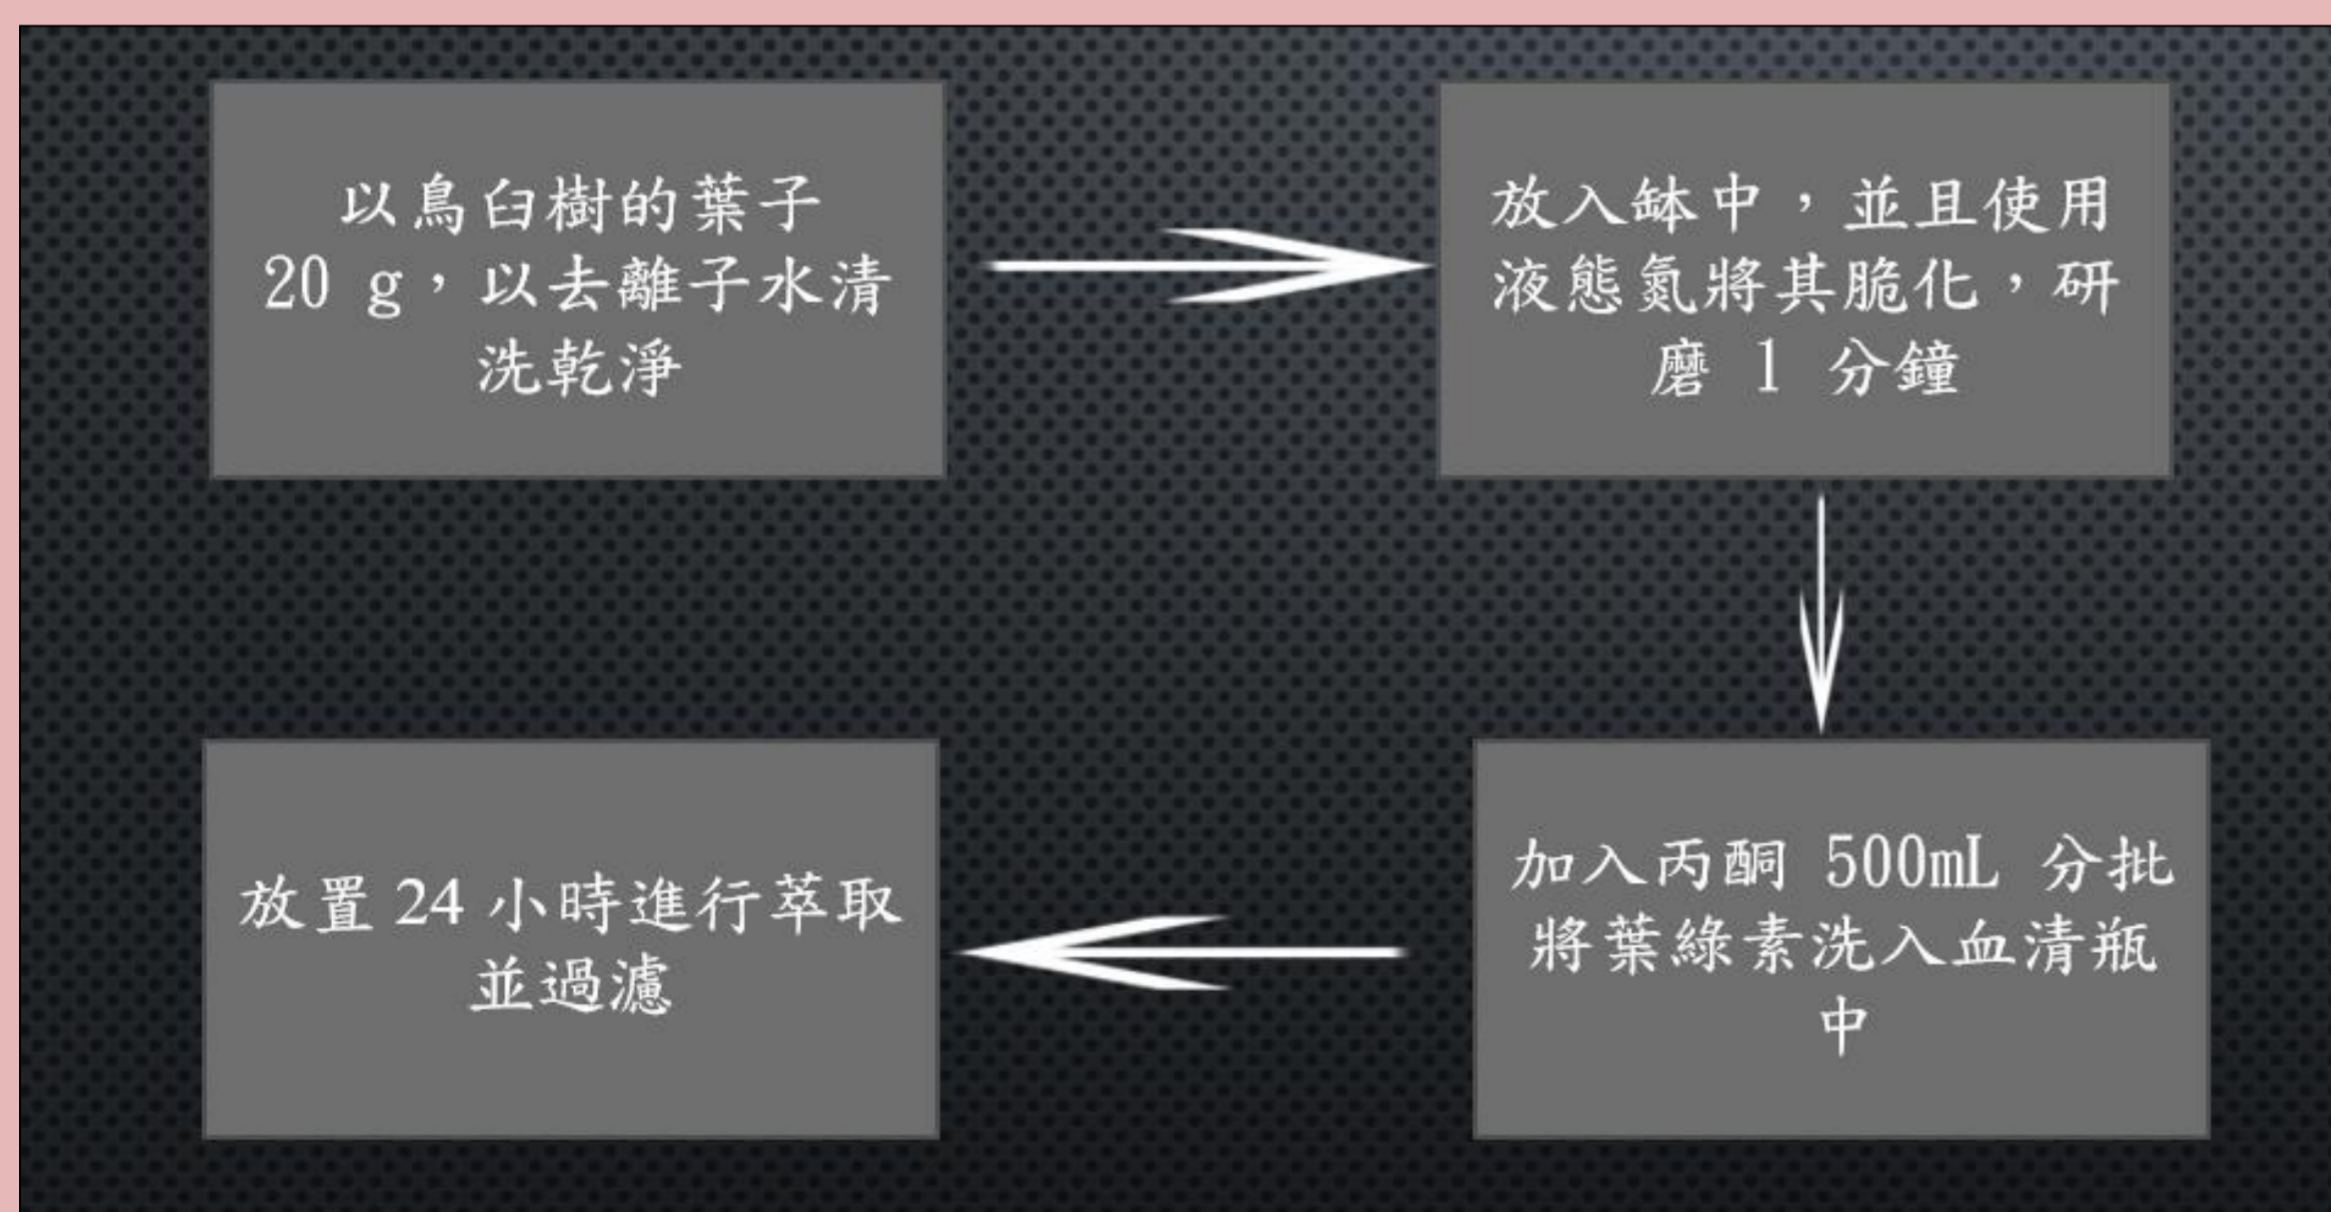 以鳥臼樹的葉子
20 g，以去離子水清
洗乾淨
放入缽中，並且使用
液態氮將其脆化，研
磨 1 分鐘
加入丙酮 500mL 分批
將葉綠素洗入血清瓶
中
放置 24 小時進行萃取
並過濾